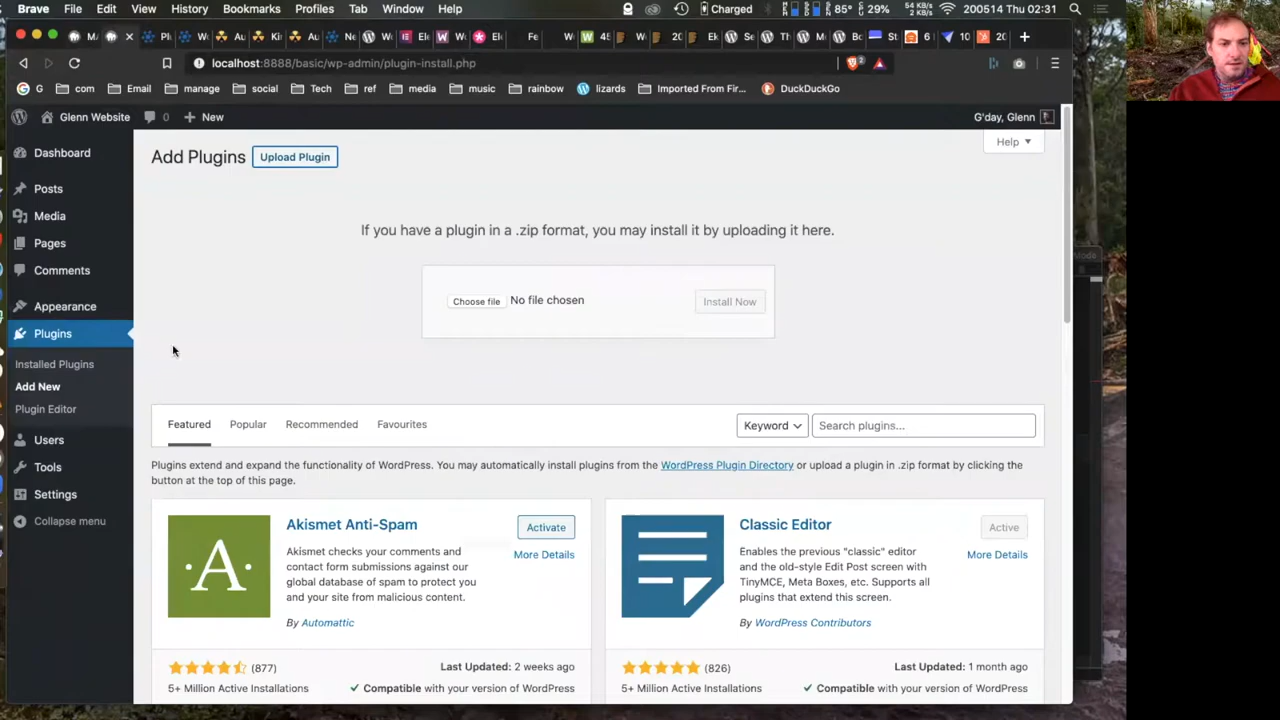 Brave File Edit View History Bookmarks Profiles Tab Window Help Charged 85° 29% 54 KB 2 KB 200514 Thu 02:31
localhost:8888/basic/wp-admin/plugin-install.php
G com Email manage social Tech ref media music rainbow lizards Imported From Fir... DuckDuckGo
Glenn Website 0 New G'day, Glenn
Dashboard
Posts
Media
Pages
Comments
Appearance
Plugins
Installed Plugins
Add New
Plugin Editor
Users
Tools
Settings
Collapse menu
Add Plugins Upload Plugin Help
If you have a plugin in a .zip format, you may install it by uploading it here.
Choose file No file chosen Install Now
Featured Popular Recommended Favourites Keyword Search plugins...
Plugins extend and expand the functionality of WordPress. You may automatically install plugins from the WordPress Plugin Directory or upload a plugin in .zip format by clicking the
button at the top of this page.
Akismet Anti-Spam
Activate
More Details
Akismet checks your comments and
contact form submissions against our
global database of spam to protect you
and your site from malicious content.
By Automattic
(877)
5+ Million Active Installations
Last Updated: 2 weeks ago
Compatible with your version of WordPress
Classic Editor
Active
More Details
Enables the previous "classic" editor
and the old-style Edit Post screen with
TinyMCE, Meta Boxes, etc. Supports all
plugins that extend this screen.
By WordPress Contributors
(826)
5+ Million Active Installations
Last Updated: 1 month ago
Compatible with your version of WordPress